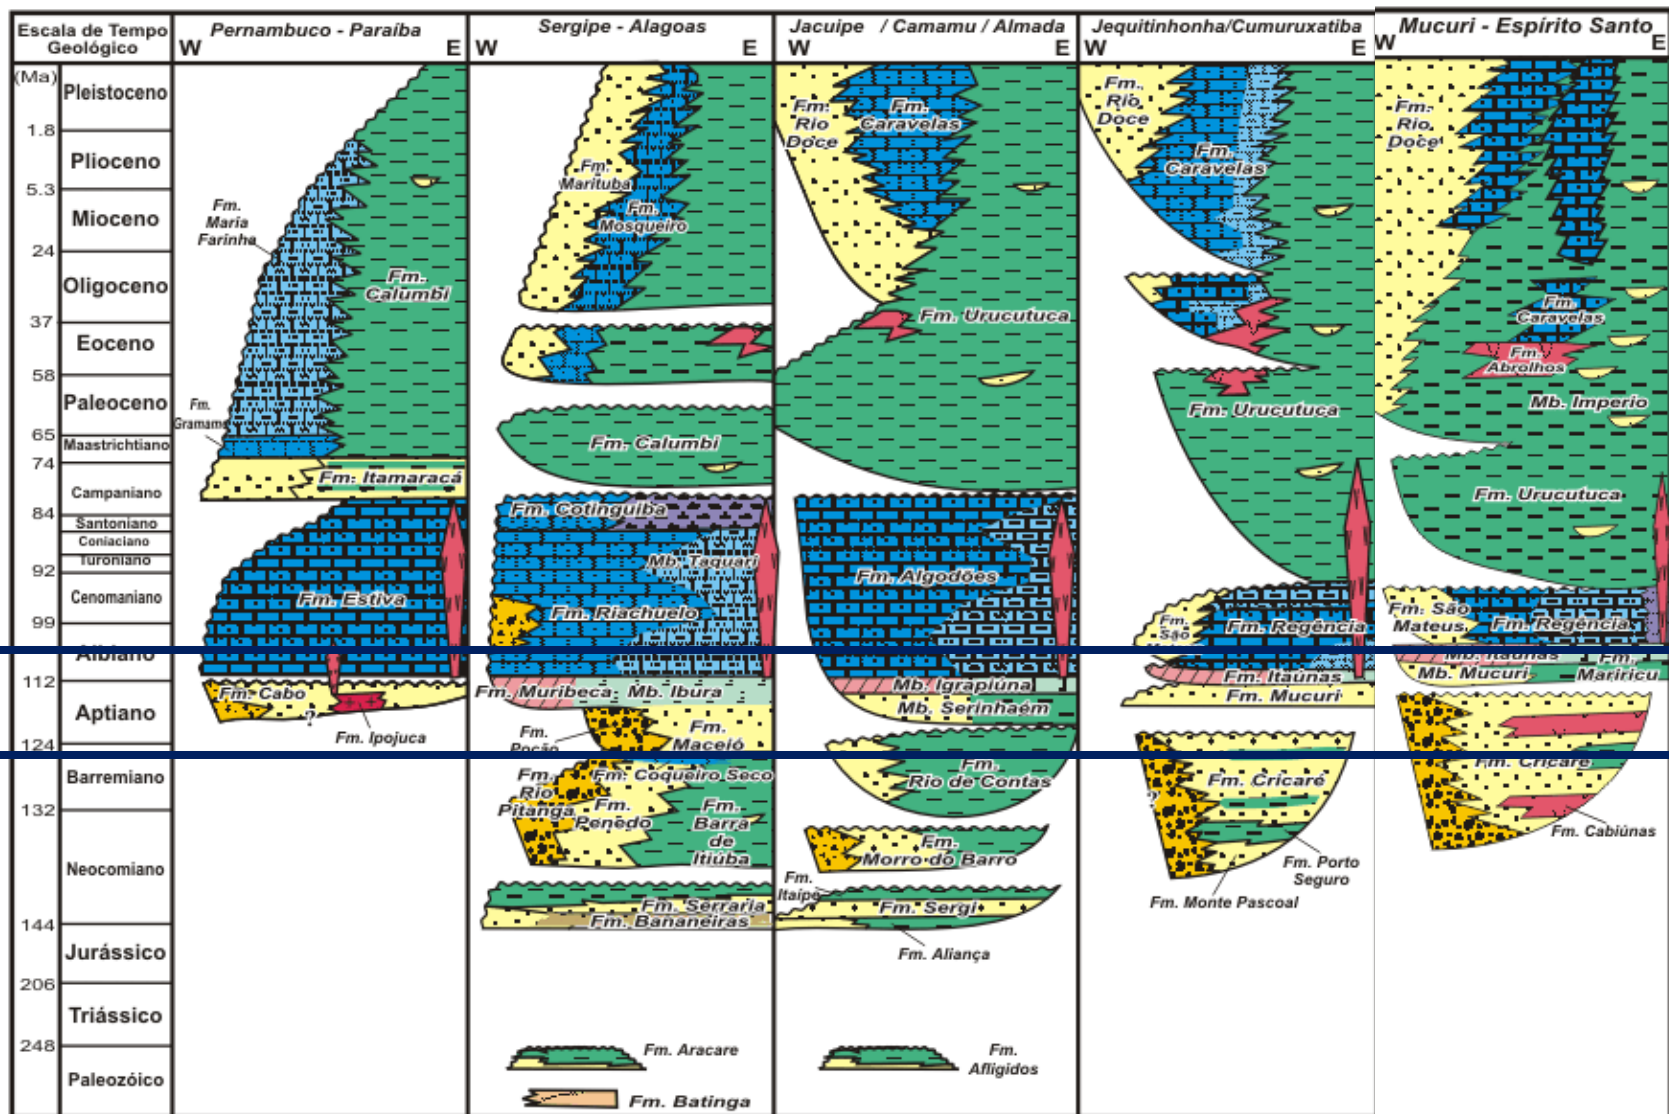 Escala de Tempo
Geológico
(Ma)
Pleistoceno
1.8
Plioceno
5.3
Mioceno
24
Oligoceno
37
Eoceno
58
Paleoceno
65
Maastrichtiano
74
Campaniano
84
Santoniano
Coniaciano
Turoniano
92
Cenomaniano
99
Albiano
112
Aptiano
124
Barremiano
132
Neocomiano
144
Jurássico
206
Triássico
248
Paleozóico
Pernambuco - Paraíba
W E
Fm.
Maria
Farinha
Fm.
Calumbi
Fm.
Gramame
Fm. Itamaracá
Fm. Estiva
Fm. Cabo
?
Fm. Ipojuca
Sergipe - Alagoas
W E
Fm.
Marituba
Fm.
Mosqueiro
Fm. Calumbi
Fm. Cotinguiba
Mb. Taquari
Fm. Riachuelo
Fm. Muribeca Mb. Ibura
Fm.
Poção
Fm.
Maceió
Fm. Coqueiro Seco
Fm.
Rio
Pitanga
Fm.
Penedo
Fm.
Barra
de
Itiúba
Fm. Serraria
Fm. Bananeiras
Fm. Aracare
Fm. Batinga
Jacuipe / Camamu / Almada
Fm.
Rio
Doce
Fm.
Caravelas
Fm. Urucutuca
Fm. Algodões
Mb. Igrapiúna
Mb. Serinhaém
Fm.
Rio de Contas
Fm.
Morro do Barro
Fm.
Itaípe
Fm. Sergi
Fm. Aliança
Fm.
Afligidos
Jequitinhonha/Cumuruxatiba
W E
Fm.
Rio
Doce
Fm.
Caravelas
Fm. Urucutuca
Fm.
São
Fm. Regência
Fm. Itaúnas
Fm. Mucuri
Fm. Cricaré
?
Fm. Porto
Seguro
Fm. Monte Pascoal
Mucuri - Espírito Santo
W E
Fm.
Rio
Doce
Fm.
Caravelas
Fm.
Abrolhos
Mb. Imperio
Fm. Urucutuca
Fm. São
Mateus
Fm. Regência
Mb. Itaúnas
Mb. Mucuri
Fm.
Mariricu
Fm. Cricaré
Fm. Cabiúnas